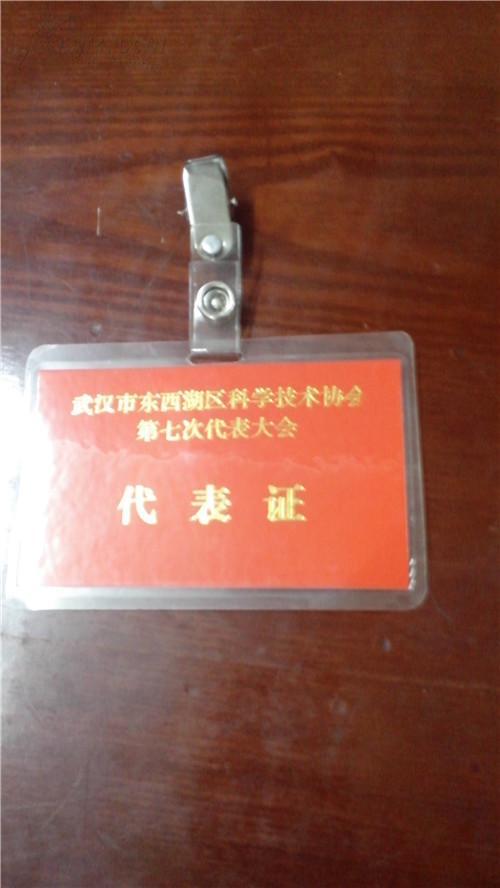 武汉市东西湖区科学技术协会
第七次代表大会
代表证